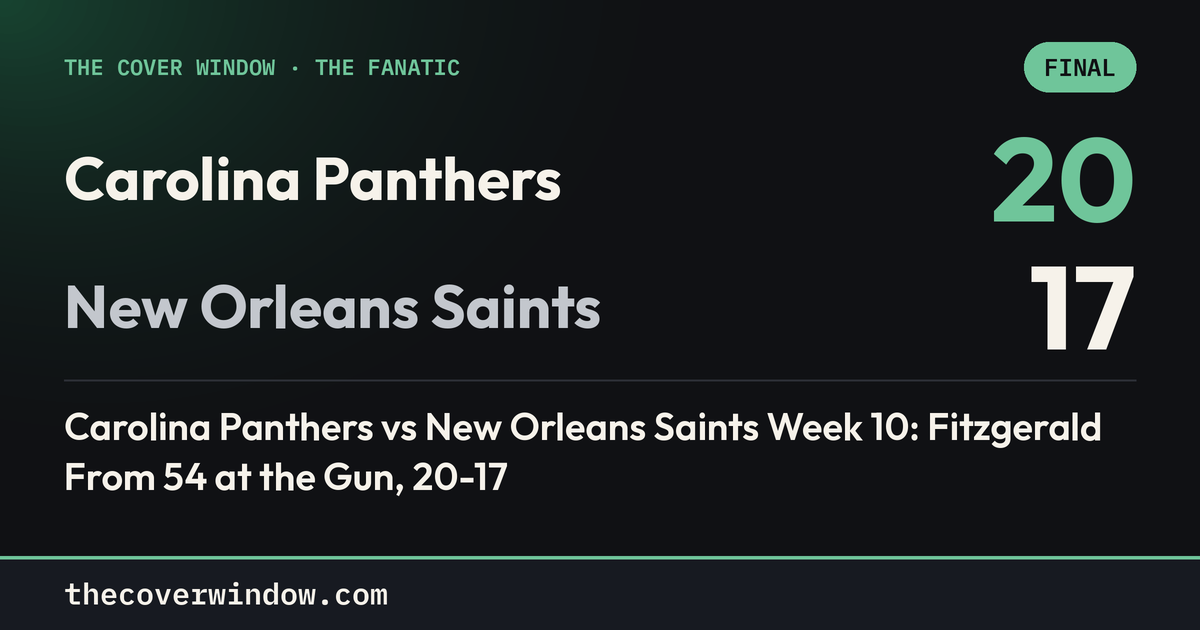 THE COVER WINDOW · THE FANATIC
FINAL
Carolina Panthers 20
New Orleans Saints 17
Carolina Panthers vs New Orleans Saints Week 10: Fitzgerald
From 54 at the Gun, 20-17
thecoverwindow.com